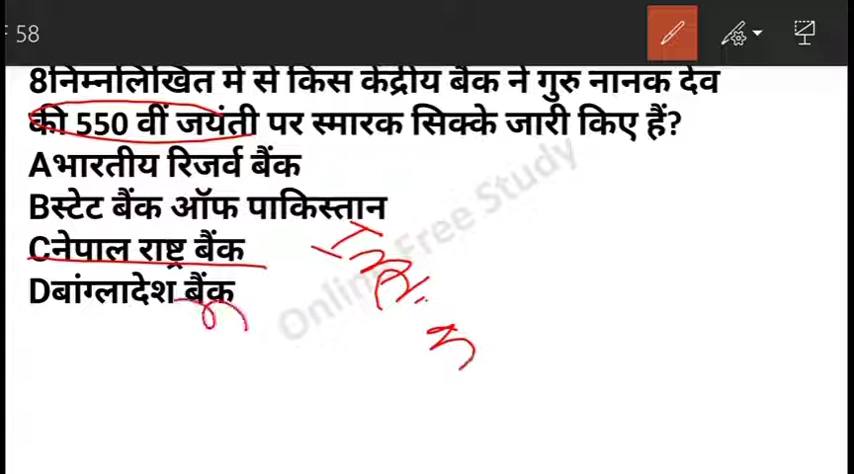 58
8निम्नलिखित में से किस केंद्रीय बैंक ने गुरु नानक देव
की 550 वीं जयंती पर स्मारक सिक्के जारी किए हैं?
Aभारतीय रिजर्व बैंक
Bस्टेट बैंक ऑफ पाकिस्तान
Cनेपाल राष्ट्र बैंक
Dबांग्लादेश बैंक
Online Free Study